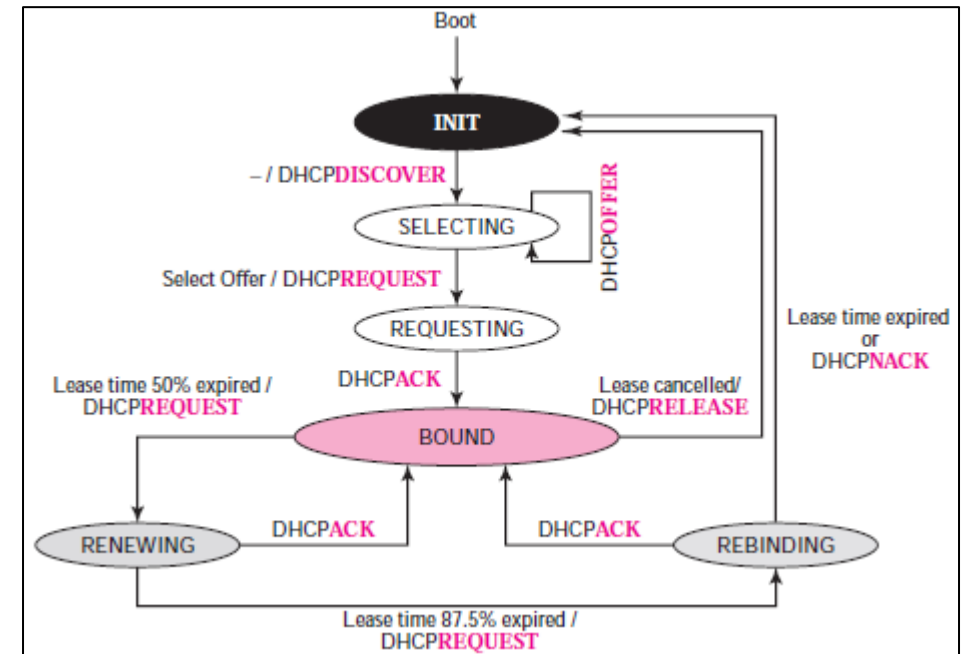 Boot
INIT
– / DHCPDISCOVER
DHCPOFFER
SELECTING
Select Offer / DHCPREQUEST
REQUESTING
Lease time expired
or
DHCPNACK
DHCPACK
Lease time 50% expired /
DHCPREQUEST
Lease cancelled/
DHCPRELEASE
BOUND
DHCPACK
DHCPACK
RENEWING
REBINDING
Lease time 87.5% expired /
DHCPREQUEST